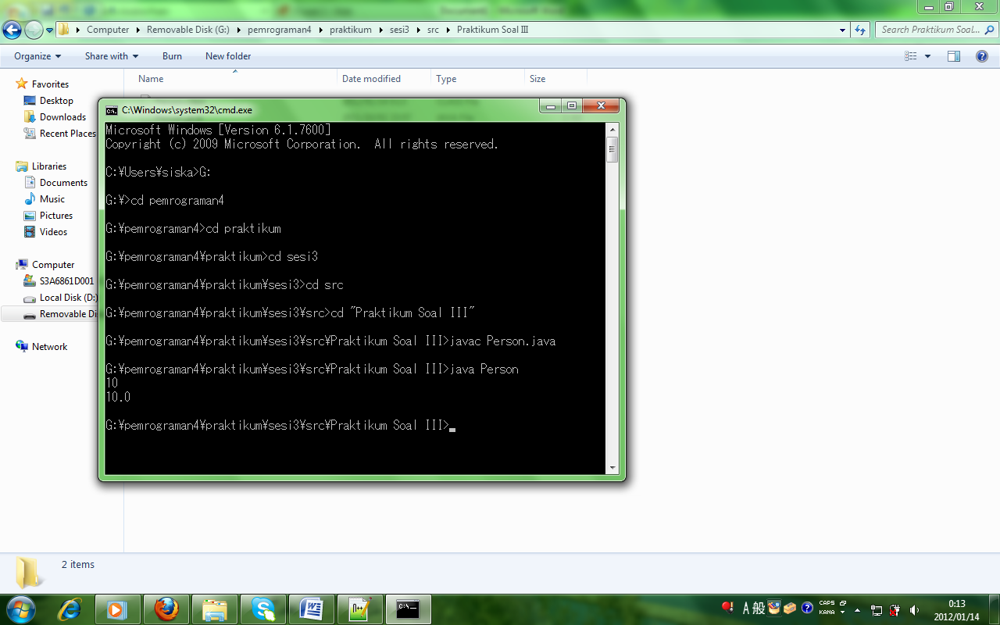 Computer ▸ Removable Disk (G:) ▸ pemrograman4 ▸ praktikum ▸ sesi3 ▸ src ▸ Praktikum Soal III
Search Praktikum Soal...
Organize Share with Burn New folder
Name Date modified Type Size
Favorites
Desktop
Downloads
Recent Places
Libraries
Documents
Music
Pictures
Videos
Computer
S3A6861D001
Local Disk (D:)
Removable Di
Network
C:\Windows\system32\cmd.exe
Microsoft Windows [Version 6.1.7600]
Copyright (c) 2009 Microsoft Corporation.  All rights reserved.
C:¥Users¥siska>G:
G:¥>cd pemrograman4
G:¥pemrograman4>cd praktikum
G:¥pemrograman4¥praktikum>cd sesi3
G:¥pemrograman4¥praktikum¥sesi3>cd src
G:¥pemrograman4¥praktikum¥sesi3¥src>cd "Praktikum Soal III"
G:¥pemrograman4¥praktikum¥sesi3¥src¥Praktikum Soal III>javac Person.java
G:¥pemrograman4¥praktikum¥sesi3¥src¥Praktikum Soal III>java Person
10
10.0
G:¥pemrograman4¥praktikum¥sesi3¥src¥Praktikum Soal III>
2 items
A 般 CAPS
KANA
0:13
2012/01/14